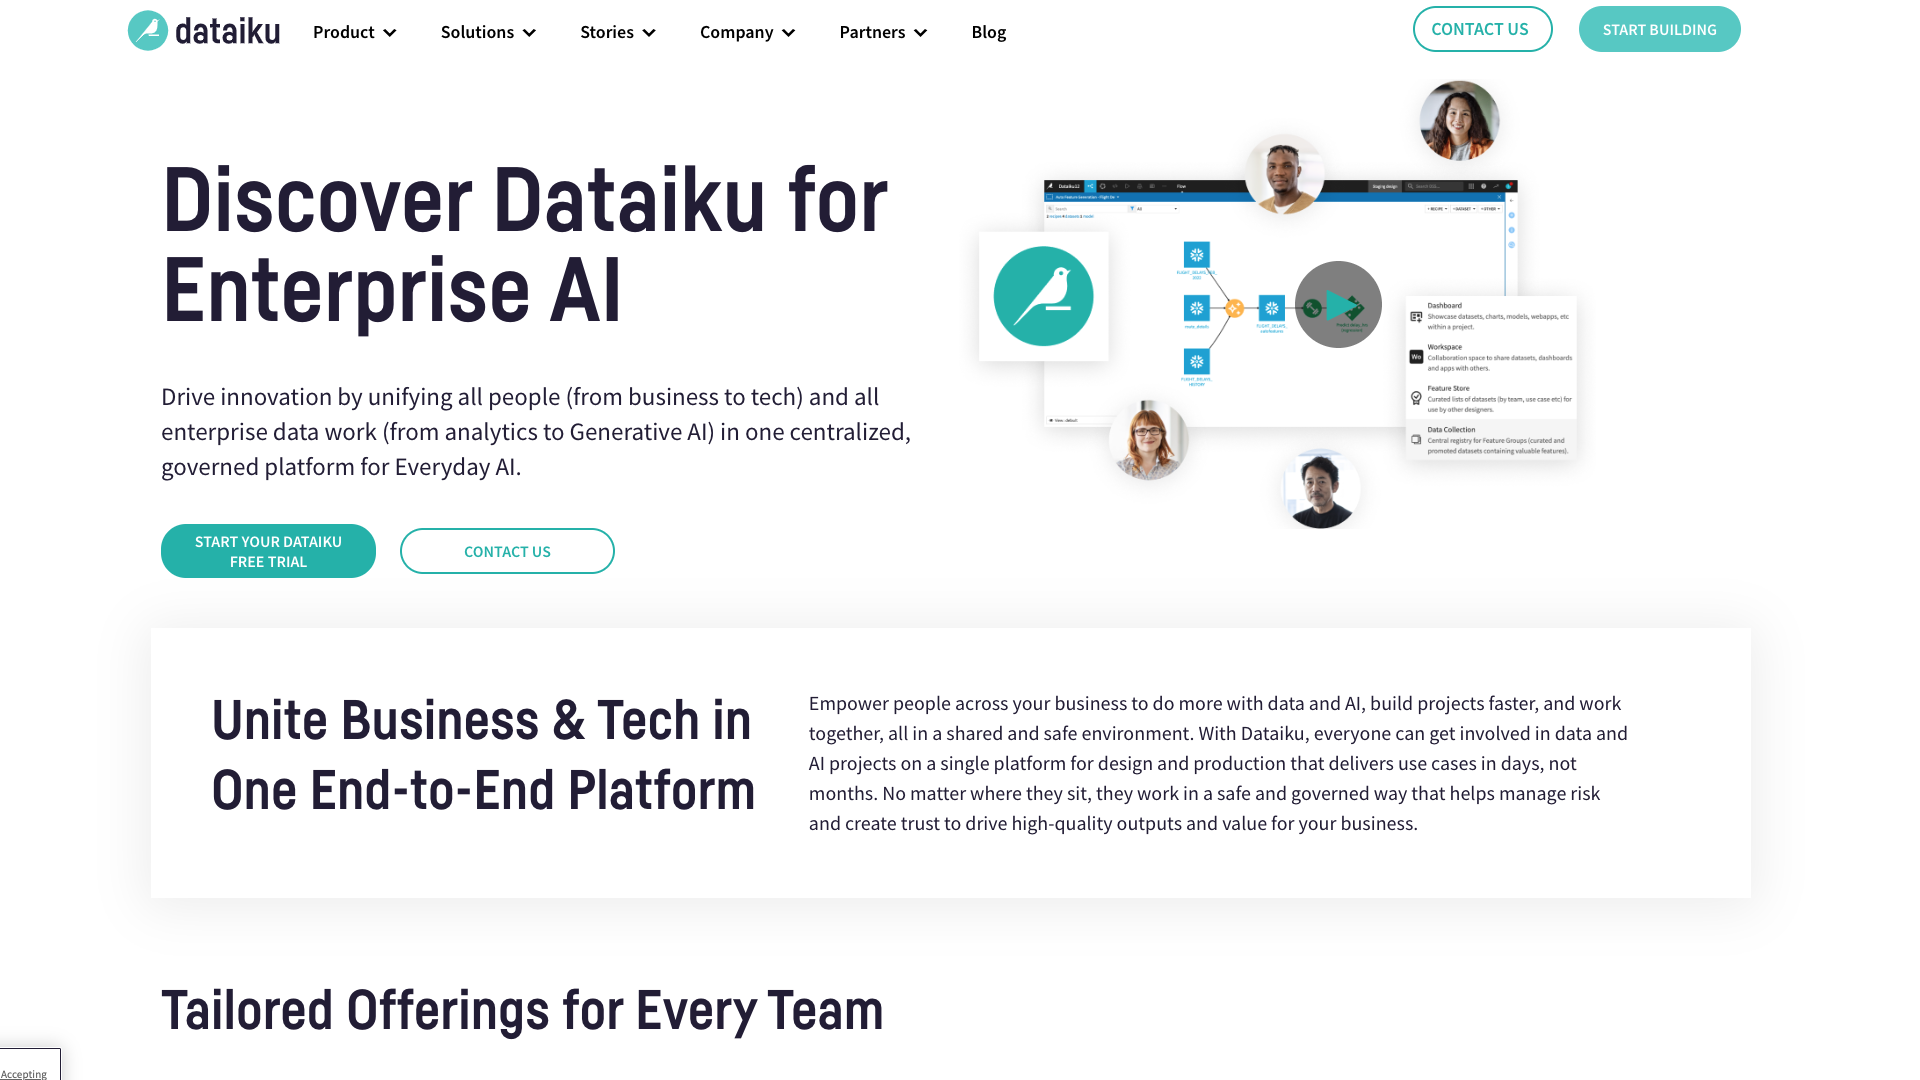 dataiku
Product
Solutions
Stories
Company
Partners
Blog
CONTACT US
START BUILDING
Discover Dataiku for
Enterprise AI
Drive innovation by unifying all people (from business to tech) and all
enterprise data work (from analytics to Generative AI) in one centralized,
governed platform for Everyday AI.
START YOUR DATAIKU
FREE TRIAL
CONTACT US
Flow
Dashboard
Showcase datasets, charts, models, webapps, etc
within a project.
Wo
Workspace
Collaboration space to share datasets, dashboards
and apps with others.
Feature Store
Curated lists of datasets (by team, use case etc) for
use by other designers.
Data Collection
Central registry for Feature Groups (curated and
promoted datasets containing valuable features).
Unite Business & Tech in
One End-to-End Platform
Empower people across your business to do more with data and AI, build projects faster, and work
together, all in a shared and safe environment. With Dataiku, everyone can get involved in data and
AI projects on a single platform for design and production that delivers use cases in days, not
months. No matter where they sit, they work in a safe and governed way that helps manage risk
and create trust to drive high-quality outputs and value for your business.
Tailored Offerings for Every Team
Accepting